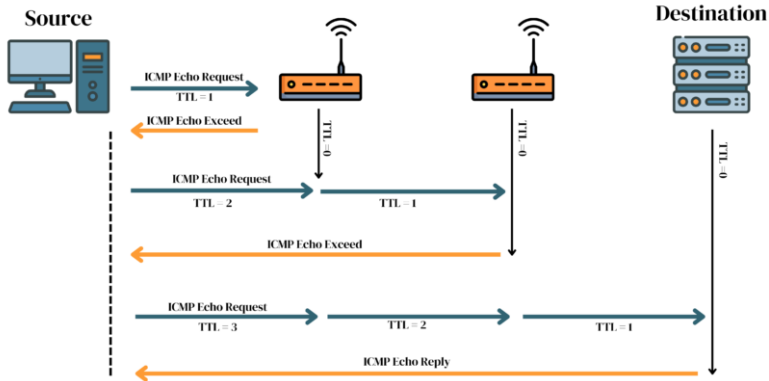 Source
Destination
ICMP Echo Request
TTL = 1
ICMP Echo Exceed
TTL=0
TTL=0
TTL=0
ICMP Echo Request
TTL = 2
TTL = 1
ICMP Echo Exceed
ICMP Echo Request
TTL = 3
TTL = 2
TTL = 1
ICMP Echo Reply